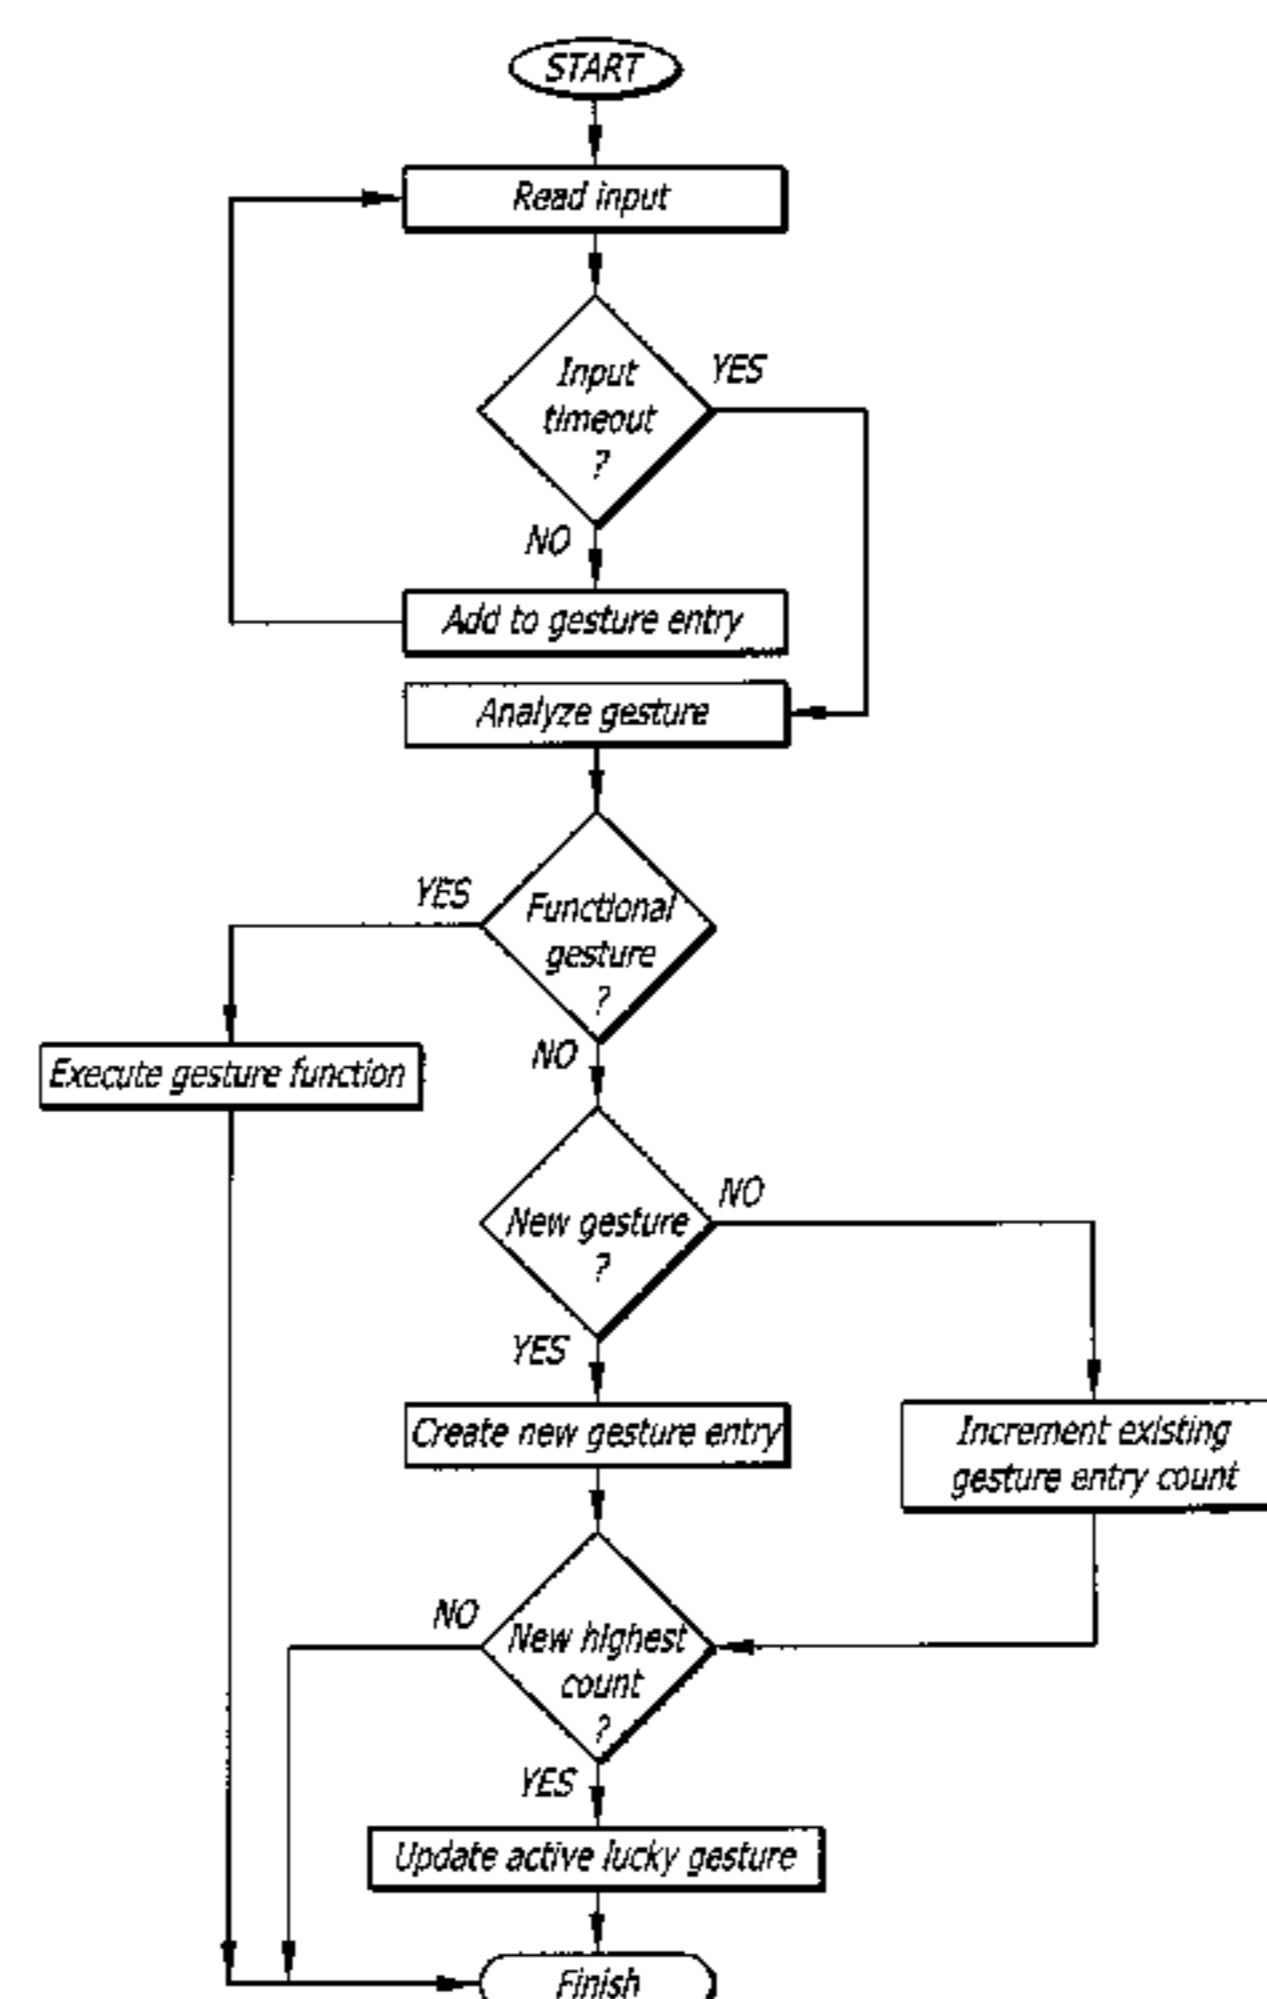 START
Read input
Input
timeout
?
YES
NO
Add to gesture entry
Analyze gesture
YES
Functional
gesture
?
NO
Execute gesture function
New gesture
?
NO
YES
Create new gesture entry
Increment existing
gesture entry count
NO
New highest
count
?
YES
Update active lucky gesture
Finish